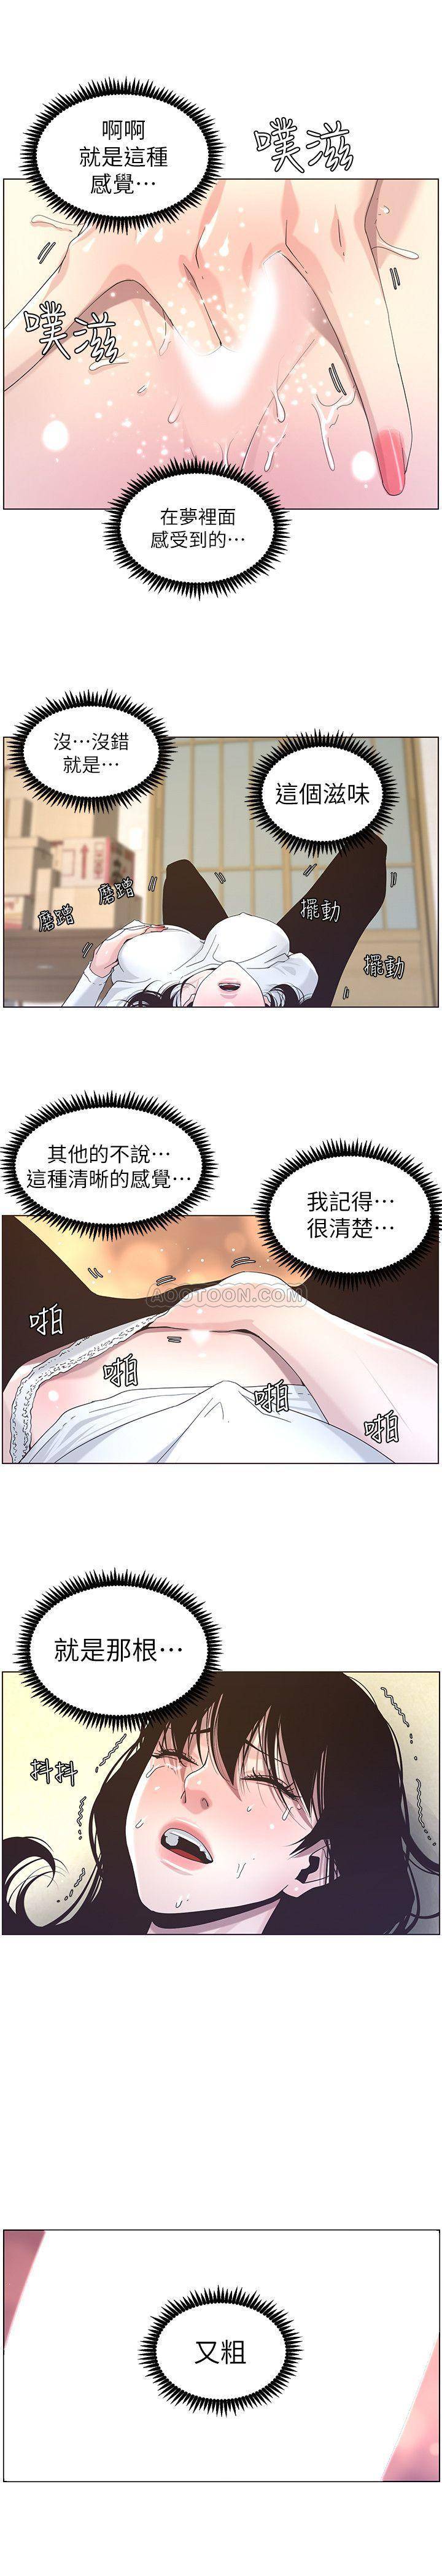 啊啊
就是這種
感覺⋯
噗滋
噗滋
在夢裡面
感受到的⋯
沒⋯沒錯
就是⋯
這個滋味
磨蹭
磨蹭
擺動
擺動
其他的不說⋯
這種清晰的感覺⋯
我記得⋯
很清楚⋯
AOOTOON.COM
啪
啪
啪
啪
就是那根⋯
抖抖
又粗